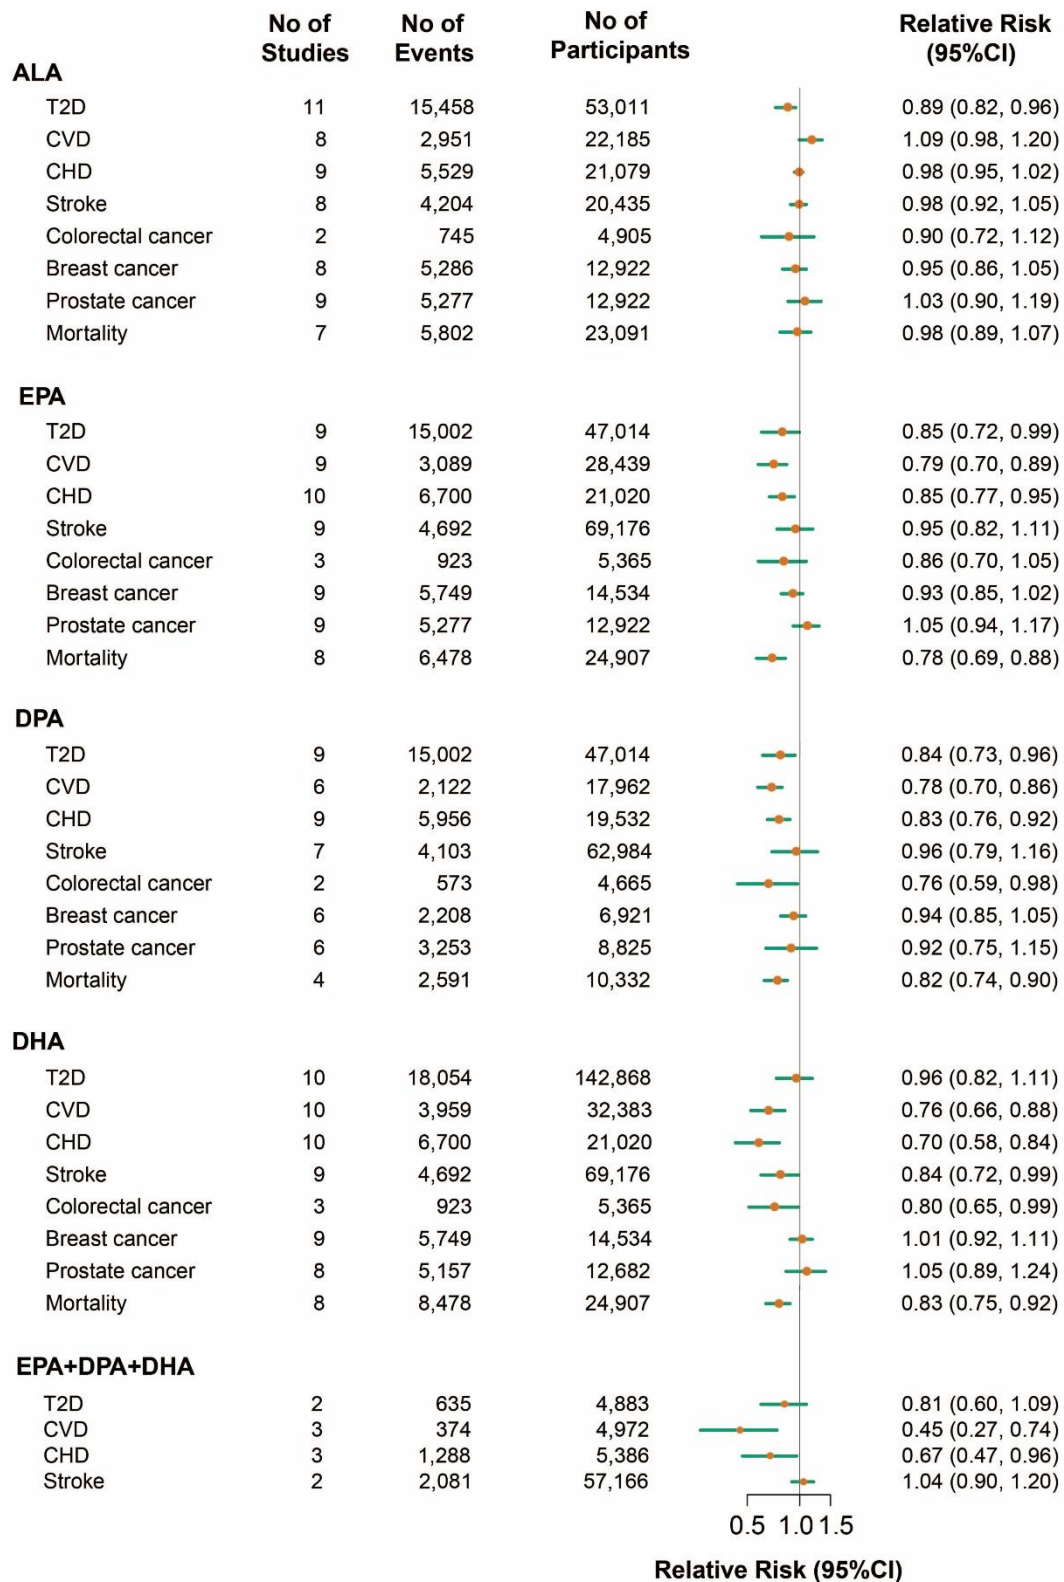 No of Studies No of Events No of Participants Relative Risk (95%CI)
ALA
T2D 11 15,458 53,011 0.89 (0.82, 0.96)
CVD 8 2,951 22,185 1.09 (0.98, 1.20)
CHD 9 5,529 21,079 0.98 (0.95, 1.02)
Stroke 8 4,204 20,435 0.98 (0.92, 1.05)
Colorectal cancer 2 745 4,905 0.90 (0.72, 1.12)
Breast cancer 8 5,286 12,922 0.95 (0.86, 1.05)
Prostate cancer 9 5,277 12,922 1.03 (0.90, 1.19)
Mortality 7 5,802 23,091 0.98 (0.89, 1.07)
EPA
T2D 9 15,002 47,014 0.85 (0.72, 0.99)
CVD 9 3,089 28,439 0.79 (0.70, 0.89)
CHD 10 6,700 21,020 0.85 (0.77, 0.95)
Stroke 9 4,692 69,176 0.95 (0.82, 1.11)
Colorectal cancer 3 923 5,365 0.86 (0.70, 1.05)
Breast cancer 9 5,749 14,534 0.93 (0.85, 1.02)
Prostate cancer 9 5,277 12,922 1.05 (0.94, 1.17)
Mortality 8 6,478 24,907 0.78 (0.69, 0.88)
DPA
T2D 9 15,002 47,014 0.84 (0.73, 0.96)
CVD 6 2,122 17,962 0.78 (0.70, 0.86)
CHD 9 5,956 19,532 0.83 (0.76, 0.92)
Stroke 7 4,103 62,984 0.96 (0.79, 1.16)
Colorectal cancer 2 573 4,665 0.76 (0.59, 0.98)
Breast cancer 6 2,208 6,921 0.94 (0.85, 1.05)
Prostate cancer 6 3,253 8,825 0.92 (0.75, 1.15)
Mortality 4 2,591 10,332 0.82 (0.74, 0.90)
DHA
T2D 10 18,054 142,868 0.96 (0.82, 1.11)
CVD 10 3,959 32,383 0.76 (0.66, 0.88)
CHD 10 6,700 21,020 0.70 (0.58, 0.84)
Stroke 9 4,692 69,176 0.84 (0.72, 0.99)
Colorectal cancer 3 923 5,365 0.80 (0.65, 0.99)
Breast cancer 9 5,749 14,534 1.01 (0.92, 1.11)
Prostate cancer 8 5,157 12,682 1.05 (0.89, 1.24)
Mortality 8 8,478 24,907 0.83 (0.75, 0.92)
EPA+DPA+DHA
T2D 2 635 4,883 0.81 (0.60, 1.09)
CVD 3 374 4,972 0.45 (0.27, 0.74)
CHD 3 1,288 5,386 0.67 (0.47, 0.96)
Stroke 2 2,081 57,166 1.04 (0.90, 1.20)
0.5 1.0 1.5
Relative Risk (95%CI)